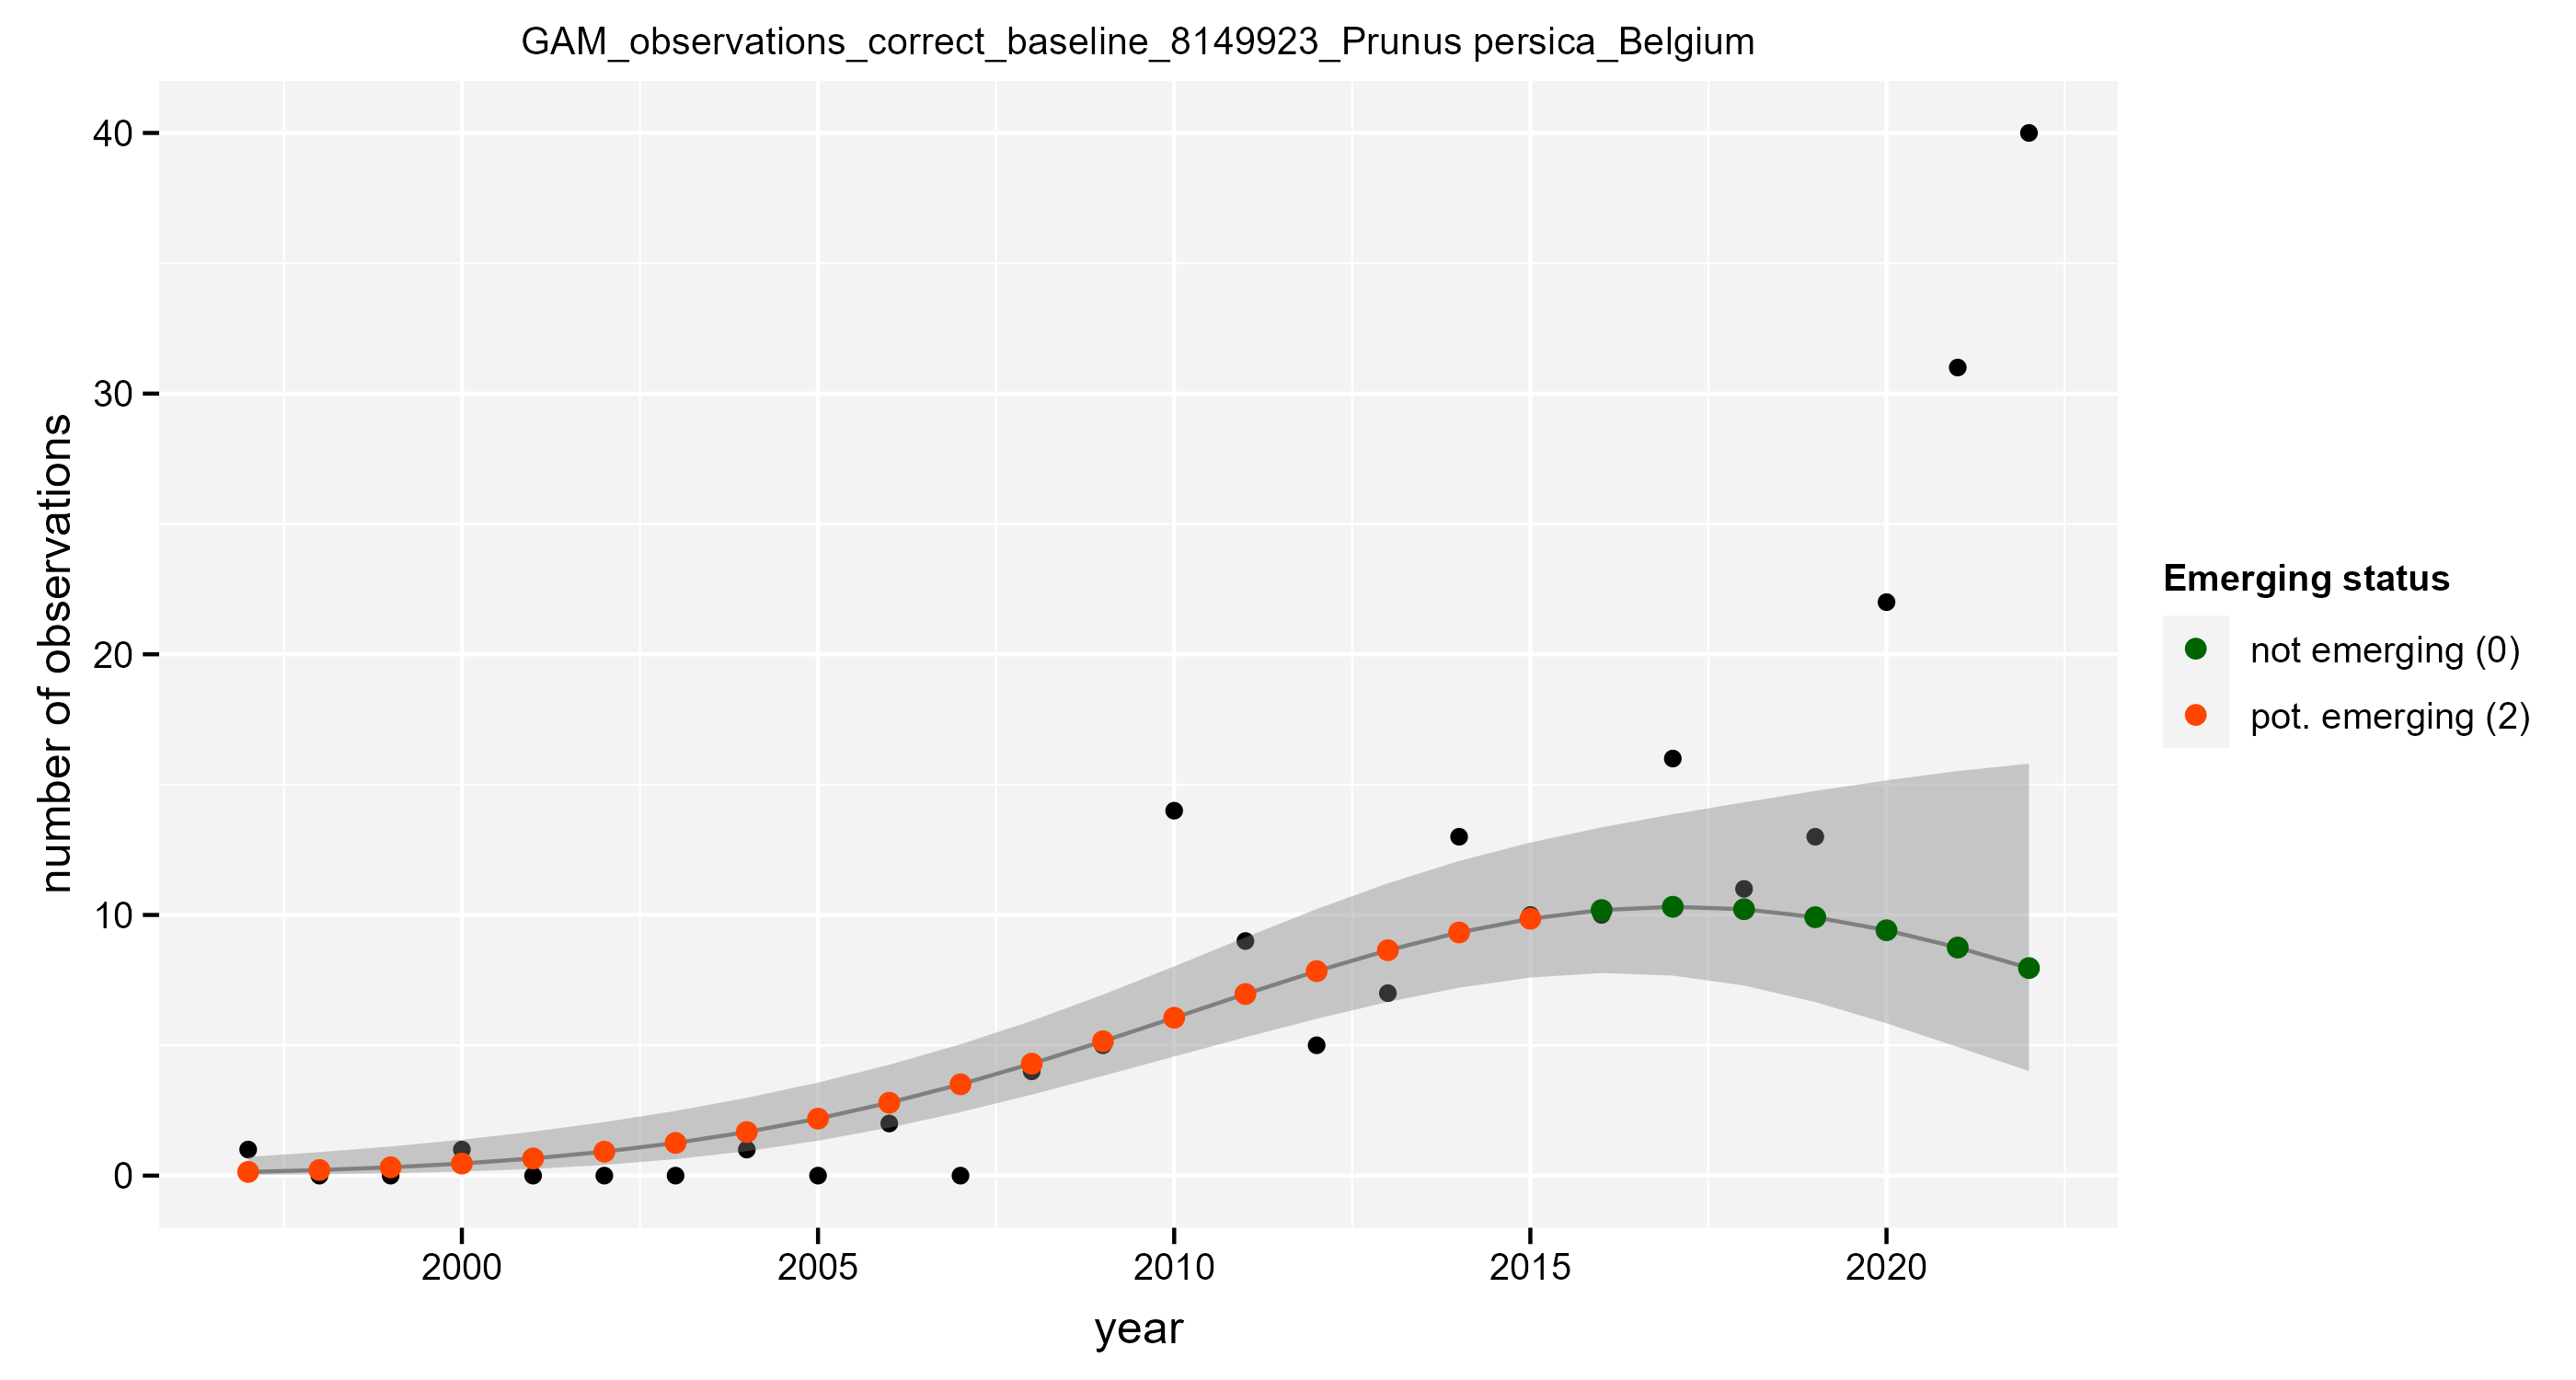 GAM_observations_correct_baseline_8149923_Prunus persica_Belgium
number of observations
40
30
20
10
0
2000
2005
2010
2015
2020
year
Emerging status
not emerging (0)
pot. emerging (2)